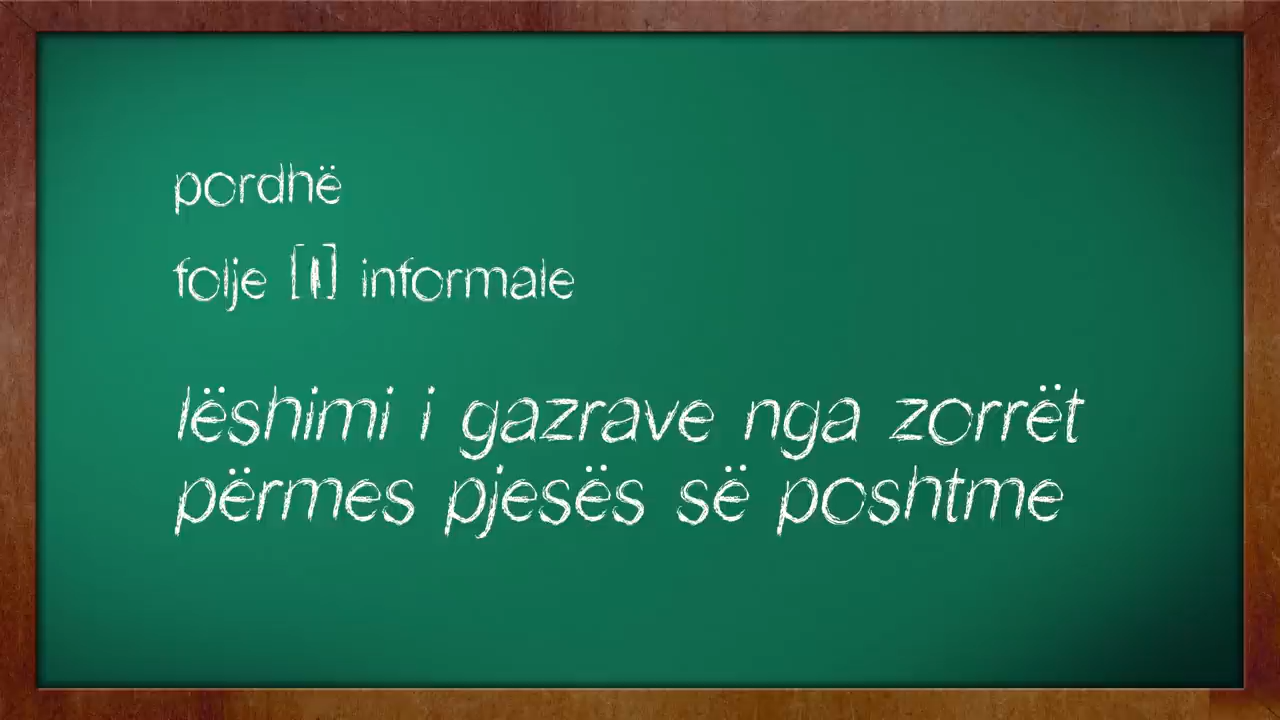 pordhë
folje [I] informale
lëshimi i gazrave nga zorrët
përmes pjesës së poshtme